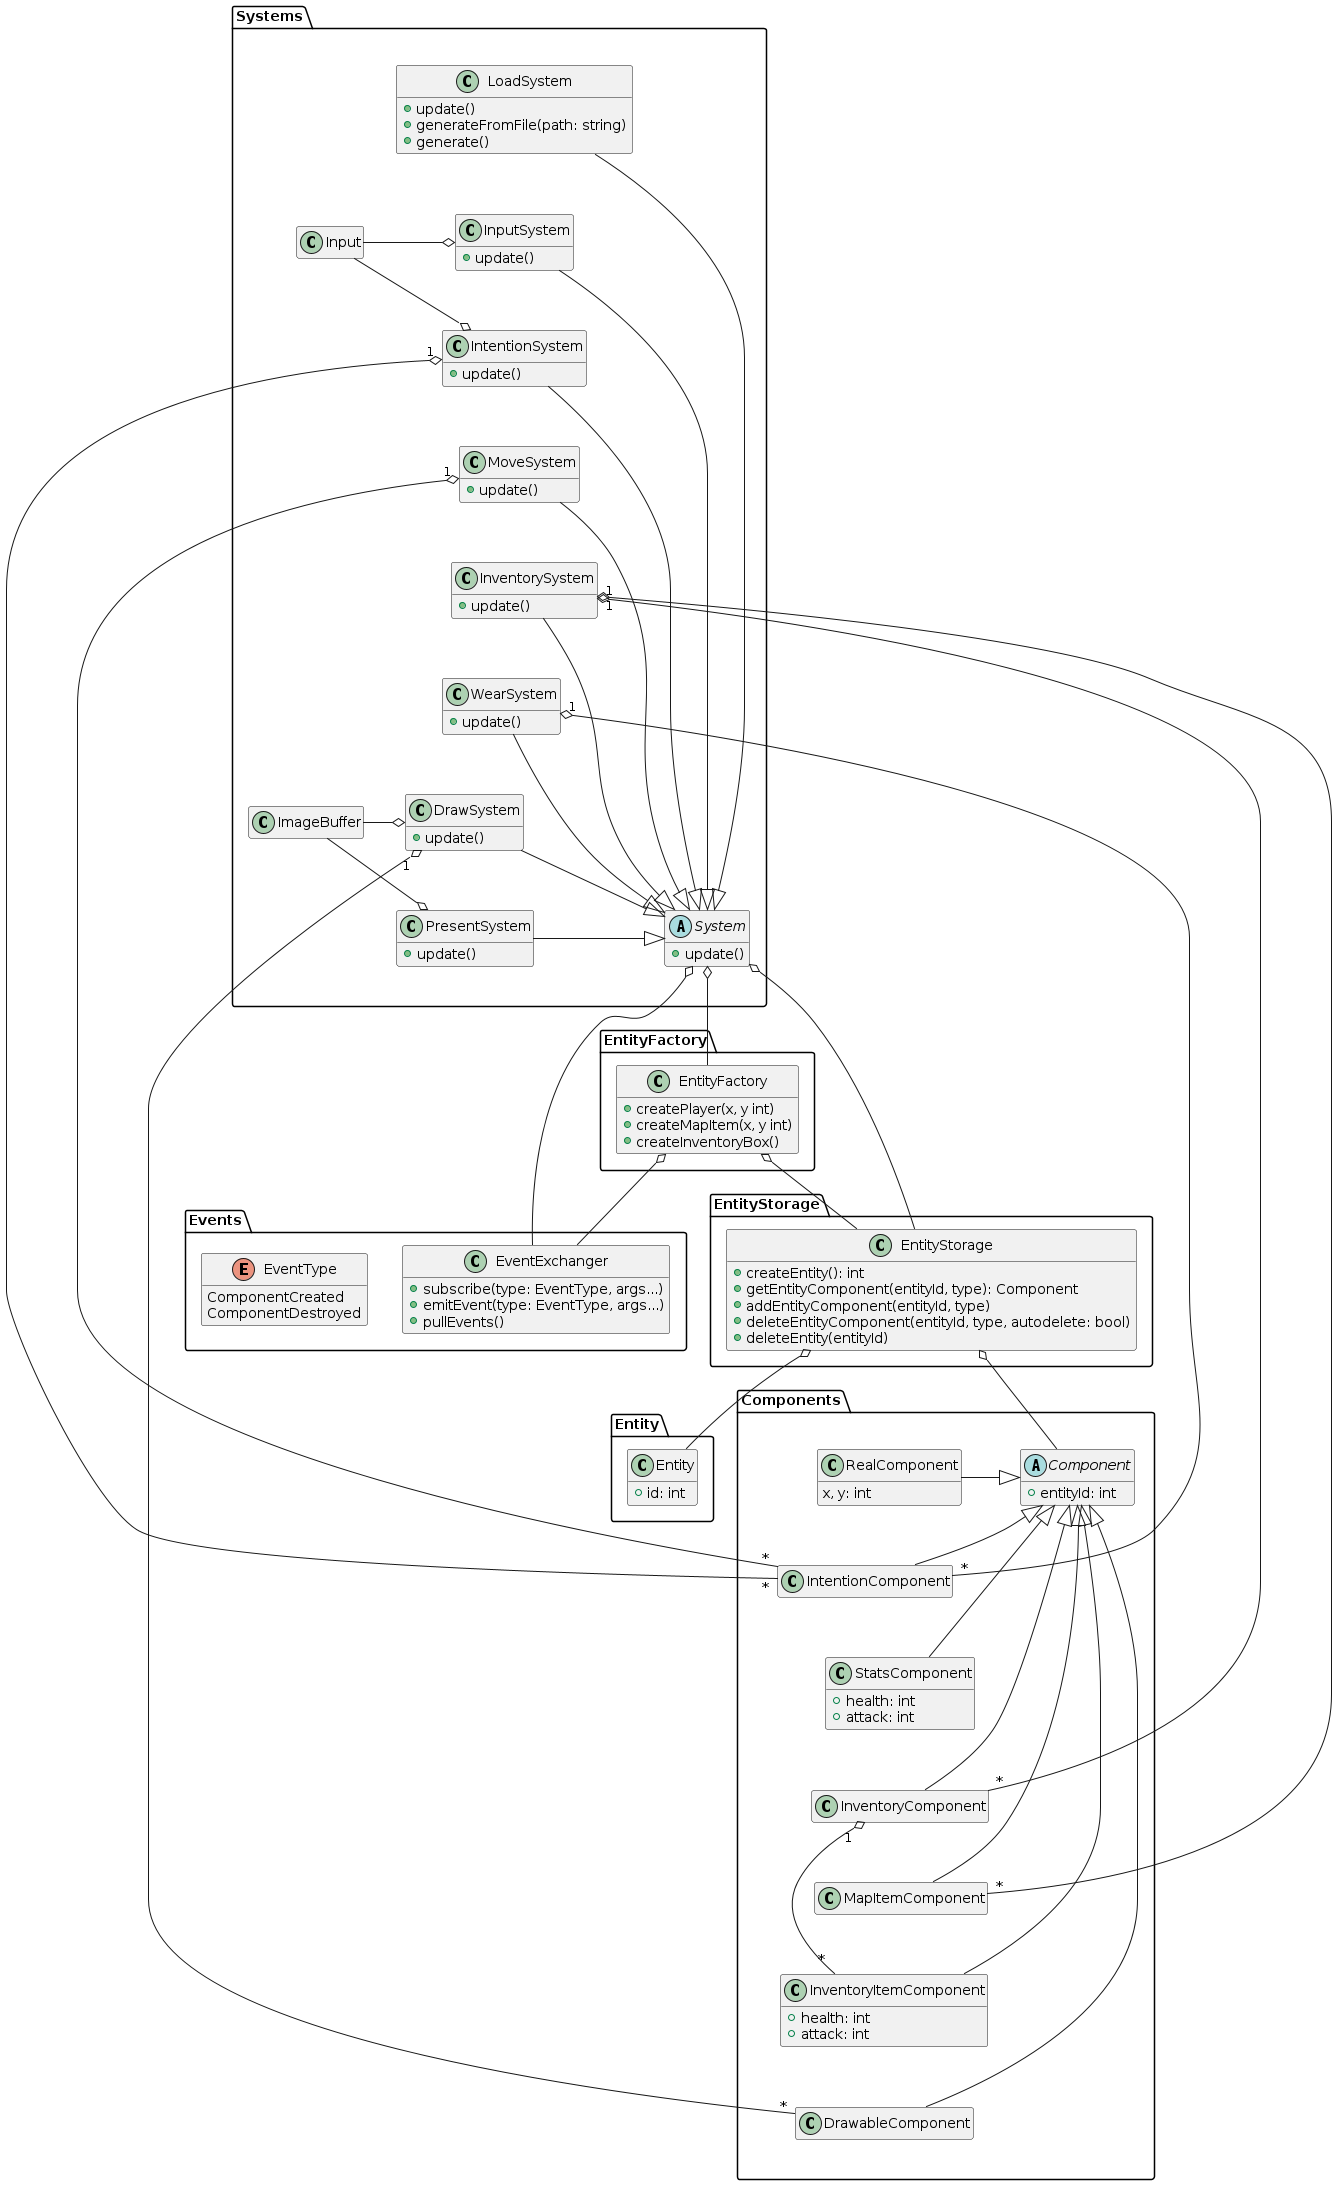 Systems
C LoadSystem
update()
generateFromFile(path: string)
generate()
C Input
C InputSystem
update()
1
C IntentionSystem
update()
1
C MoveSystem
update()
C InventorySystem
update()
1
1
C WearSystem
update()
1
C ImageBuffer
C DrawSystem
update()
1
C PresentSystem
update()
A System
update()
EntityFactory
C EntityFactory
createPlayer(x, y int)
createMapItem(x, y int)
createInventoryBox()
Events
E EventType
ComponentCreated
ComponentDestroyed
C EventExchanger
subscribe(type: EventType, args...)
emitEvent(type: EventType, args...)
pullEvents()
EntityStorage
C EntityStorage
createEntity(): int
getEntityComponent(entityId, type): Component
addEntityComponent(entityId, type)
deleteEntityComponent(entityId, type, autodelete: bool)
deleteEntity(entityId)
Entity
C Entity
id: int
Components
C RealComponent
x, y: int
A Component
entityId: int
*
*
*
C IntentionComponent
C StatsComponent
health: int
attack: int
*
C InventoryComponent
1
*
C MapItemComponent
*
C InventoryItemComponent
health: int
attack: int
*
C DrawableComponent